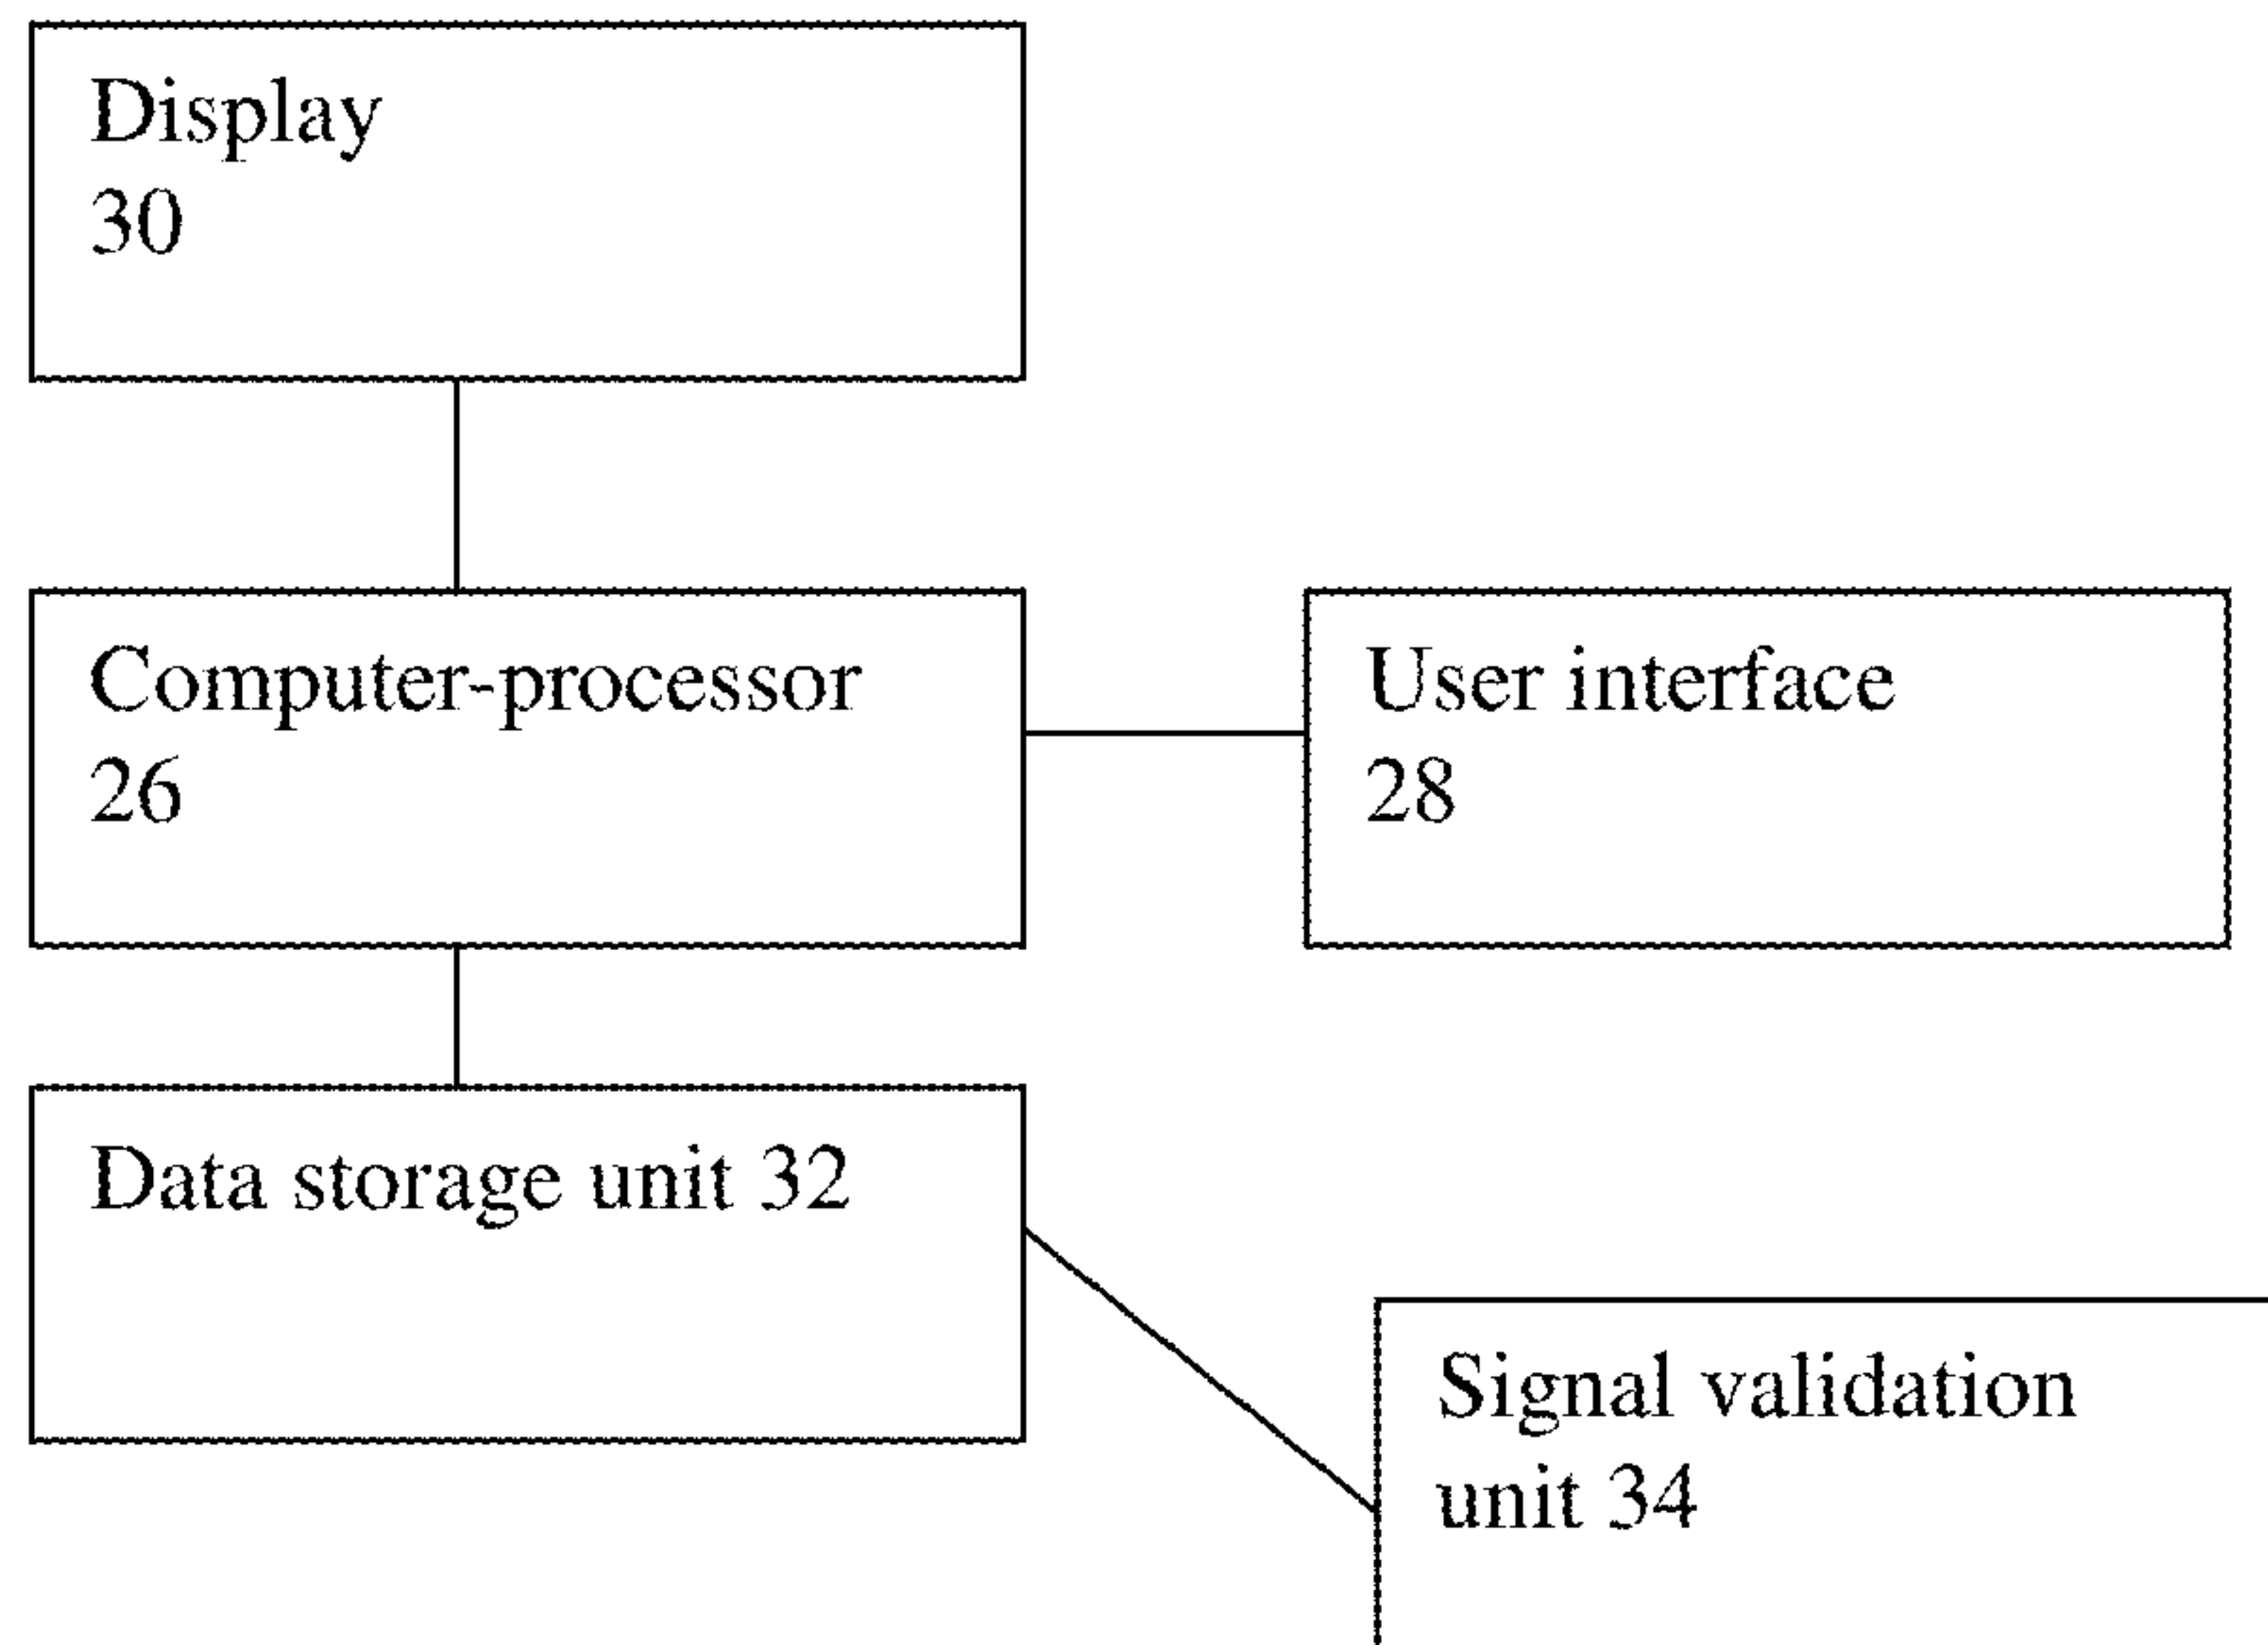 Display
30
Computer-processor
26
User interface
28
Data storage unit 32
Signal validation
unit 34